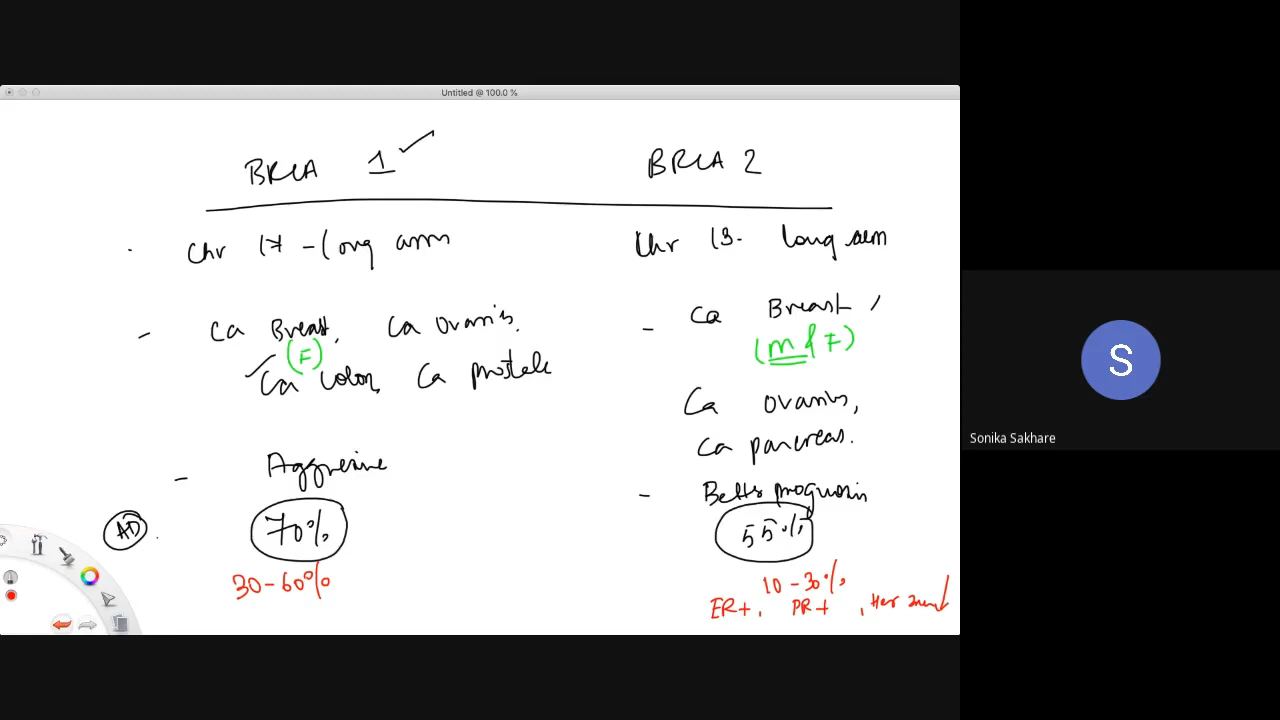 Untitled @ 100.0 %
BRCA 1 BRCA 2
Chr 17 - long arm Chr 13. long arm
- Ca Breast, Ca Ovaries. - Ca Breast,
(F) (m & F)
Ca Colon, Ca prostate
Ca ovaries,
Ca pancreas.
- Aggressive - Better prognosis
AD. 70% 55%
30-60% 10-30%
ER+, PR+, Her 2neu
S
Sonika Sakhare